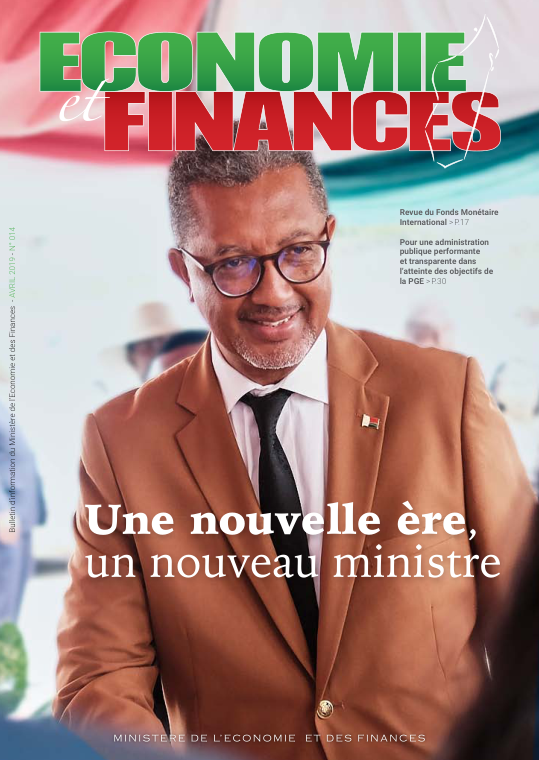 ECONOMIE
et FINANCES
Revue du Fonds Monétaire
International > P.17
Pour une administration
publique performante
et transparente dans
l'atteinte des objectifs de
la PGE > P.30
Bulletin d'information du Ministère de l'Economie et des Finances - AVRIL 2019 - N° 014
Une nouvelle ère,
un nouveau ministre
MINISTERE DE L'ECONOMIE ET DES FINANCES